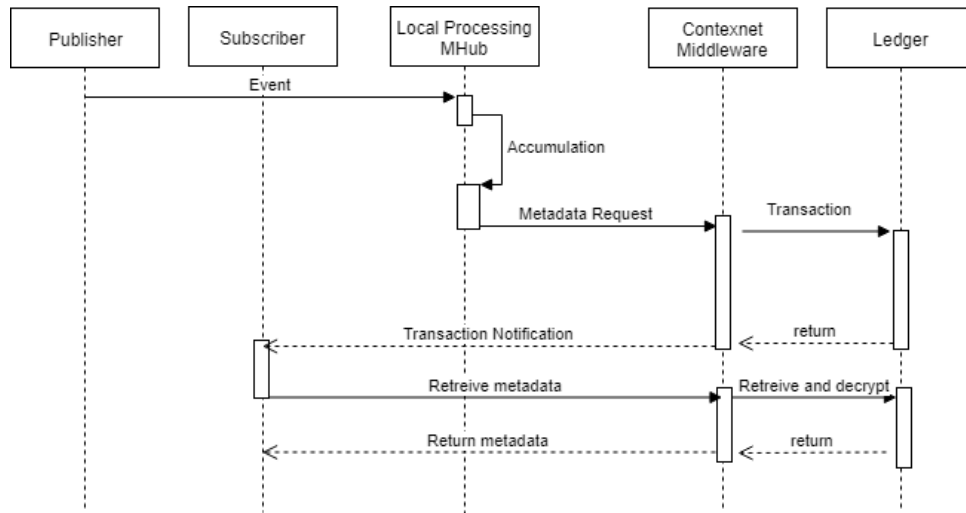 Publisher
Subscriber
Local Processing
MHub
Contexnet
Middleware
Ledger
Event
Accumulation
Metadata Request
Transaction
Transaction Notification
return
Retreive metadata
Retreive and decrypt
Return metadata
return